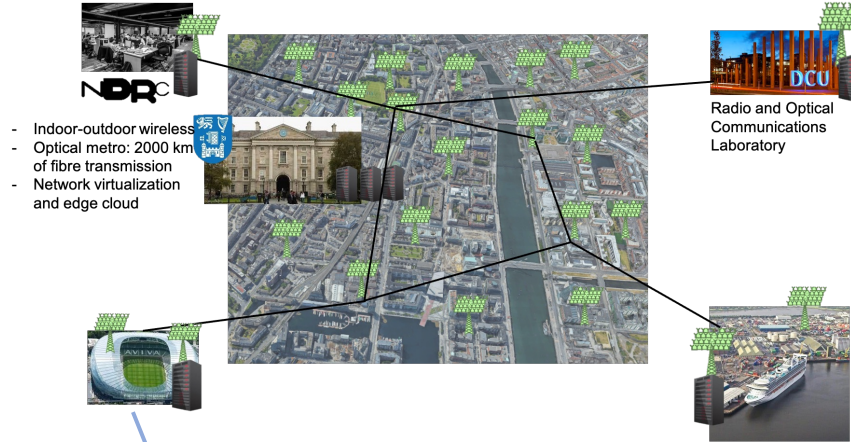 NDRC
DCU
Radio and Optical
Communications
Laboratory
- Indoor-outdoor wireless
- Optical metro: 2000 km
of fibre transmission
- Network virtualization
and edge cloud
AVIVA